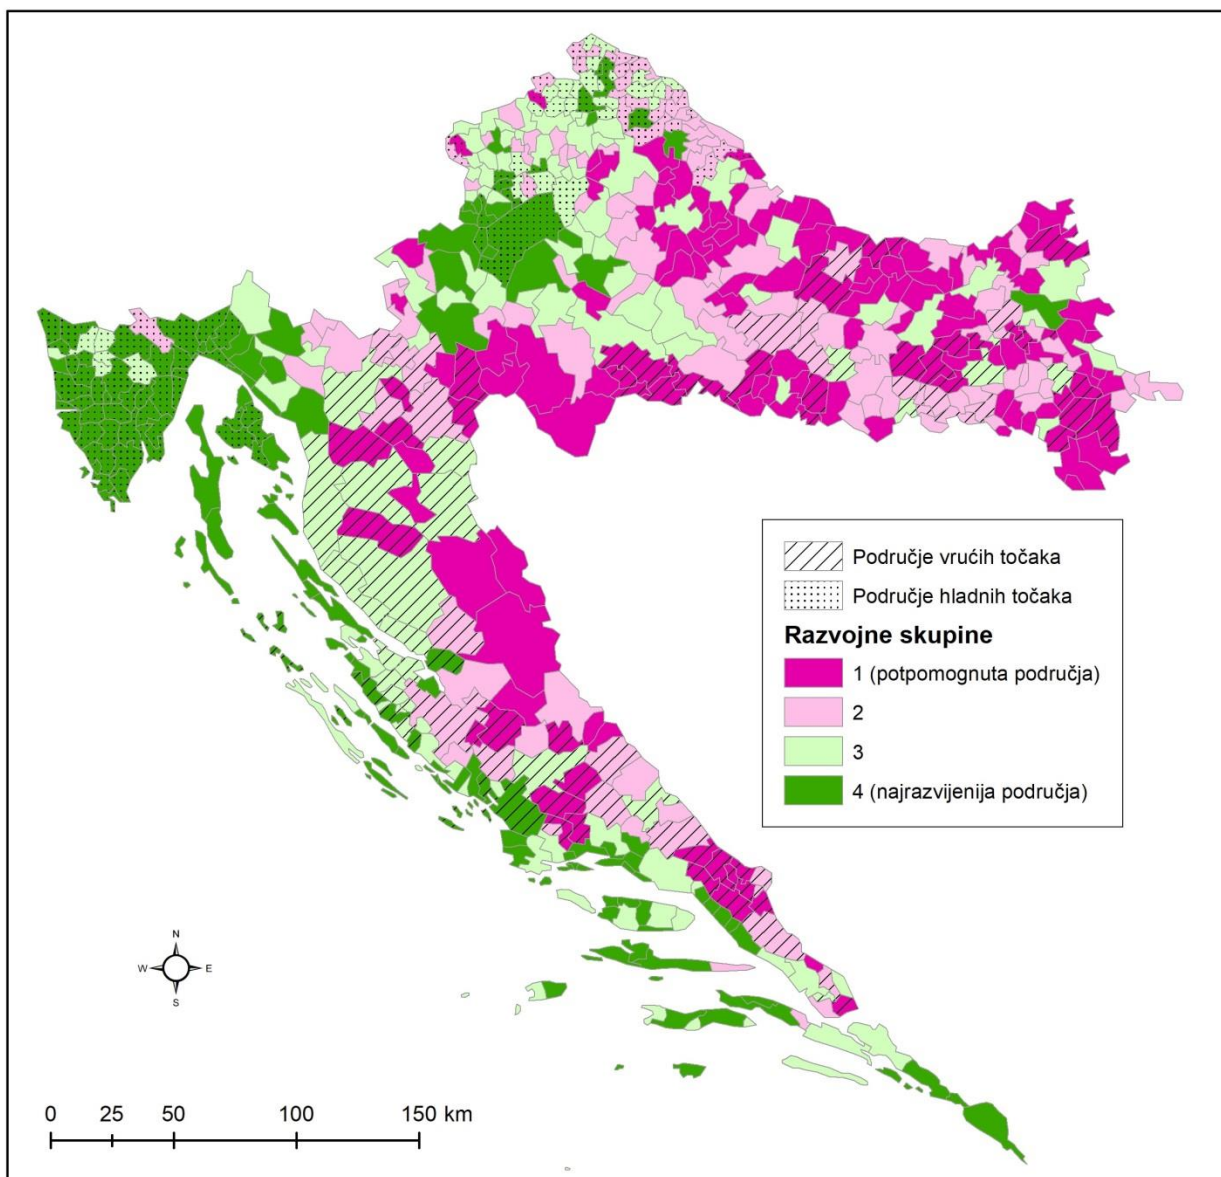 Područje vrućih točaka
Područje hladnih točaka
Razvojne skupine
1 (potpomognuta područja)
2
3
4 (najrazvijenija područja)
N
W E
S
0 25 50 100 150 km